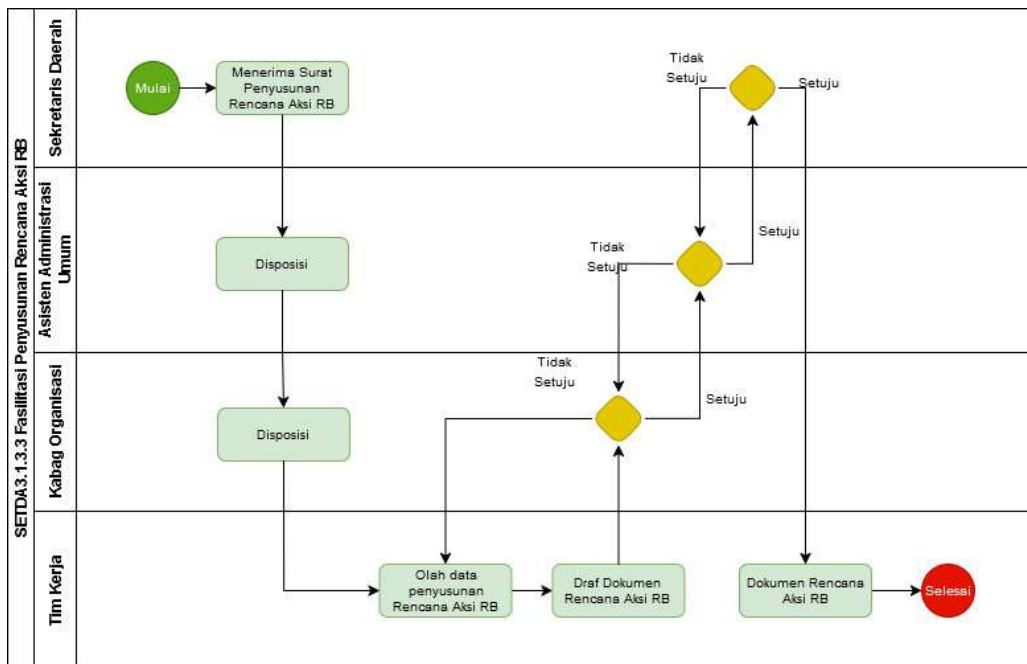 SETDA3.1.3.3 Fasilitasi Penyusunan Rencana Aksi RB
Sekretaris Daerah
Mulai
Menerima Surat
Penyusunan
Rencana Aksi RB
Tidak
Setuju
Setuju
Asisten Administrasi
Umum
Disposisi
Tidak
Setuju
Setuju
Kabag Organisasi
Disposisi
Tidak
Setuju
Setuju
Tim Kerja
Olah data
penyusunan
Rencana Aksi RB
Draf Dokumen
Rencana Aksi RB
Dokumen Rencana
Aksi RB
Selesai